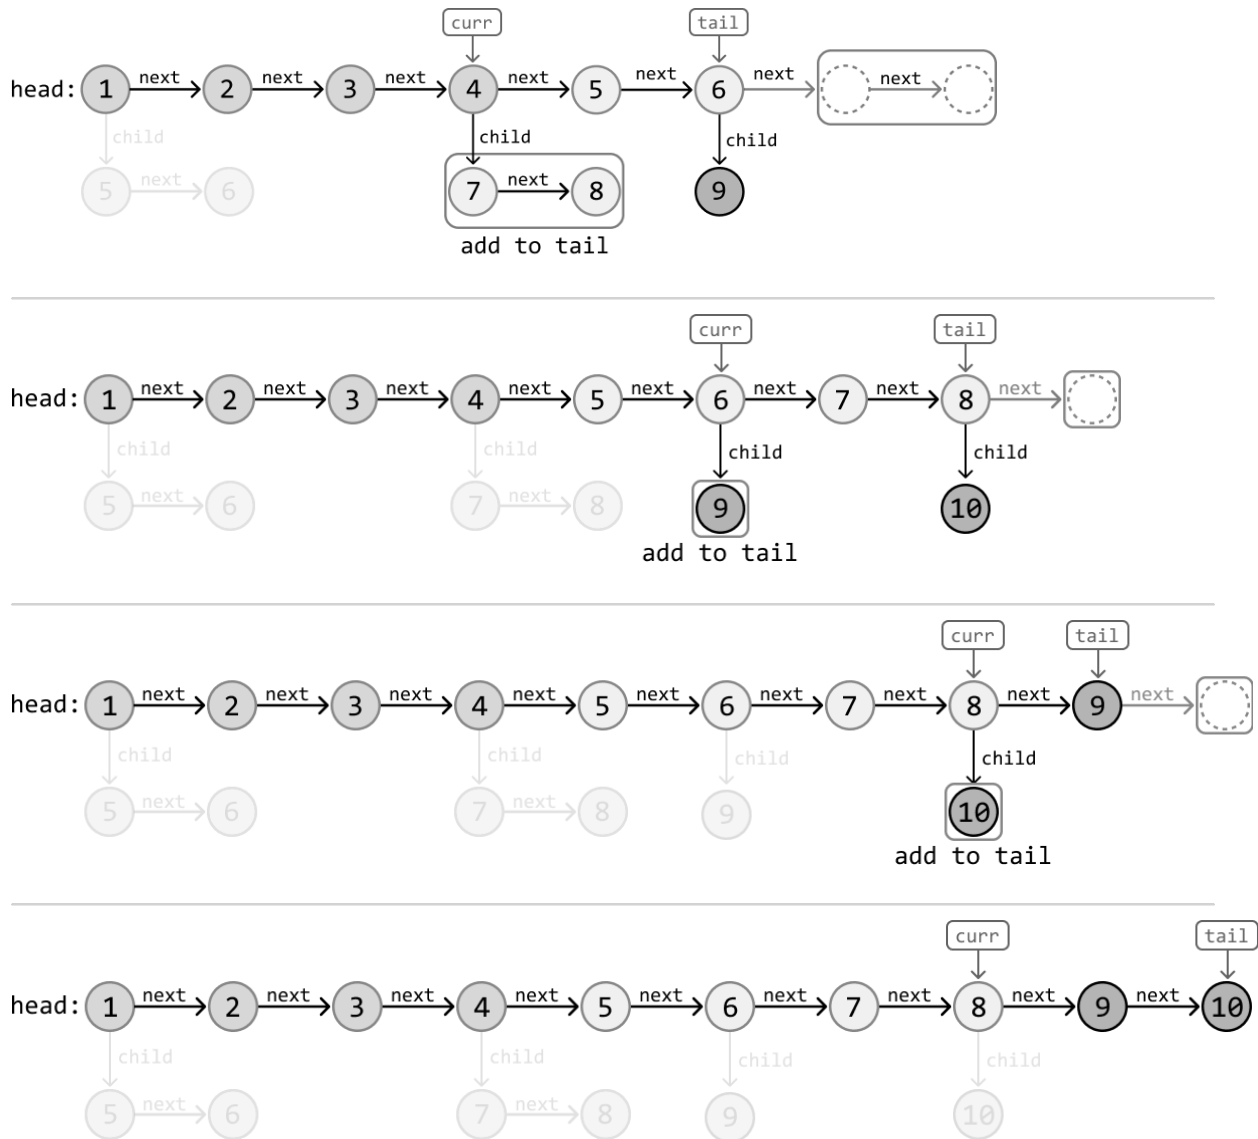 curr tail
head: 1 next 2 next 3 next 4 next 5 next 6 next next
child child child
5 next 6 7 next 8 9
add to tail
curr tail
head: 1 next 2 next 3 next 4 next 5 next 6 next 7 next 8 next
child child child child
5 next 6 7 next 8 9 10
add to tail
curr tail
head: 1 next 2 next 3 next 4 next 5 next 6 next 7 next 8 next 9 next
child child child child
5 next 6 7 next 8 9 10
add to tail
curr tail
head: 1 next 2 next 3 next 4 next 5 next 6 next 7 next 8 next 9 next 10
child child child child
5 next 6 7 next 8 9 10